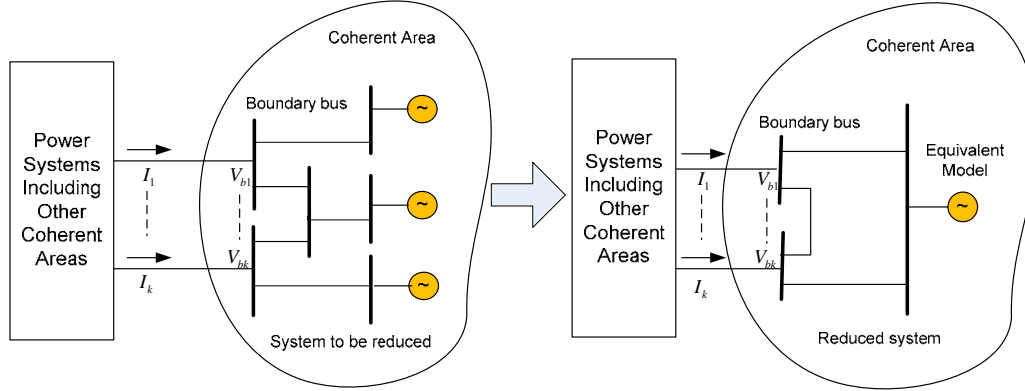 Coherent Area
Boundary bus
Power
Systems
Including
Other
Coherent
Areas
I1
Vb1
Vbk
Ik
~
~
~
System to be reduced
Coherent Area
Boundary bus
Power
Systems
Including
Other
Coherent
Areas
Equivalent
Model
I1
Vb1
Vbk
Ik
~
Reduced system